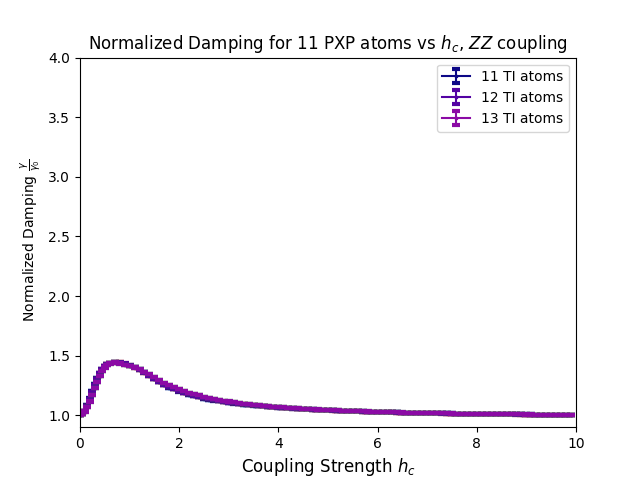 Normalized Damping for 11 PXP atoms vs $h_c$, $ZZ$ coupling
11 TI atoms
12 TI atoms
13 TI atoms
Normalized Damping $\frac{\gamma}{\gamma_0}$
4.0
3.5
3.0
2.5
2.0
1.5
1.0
0 2 4 6 8 10
Coupling Strength $h_c$